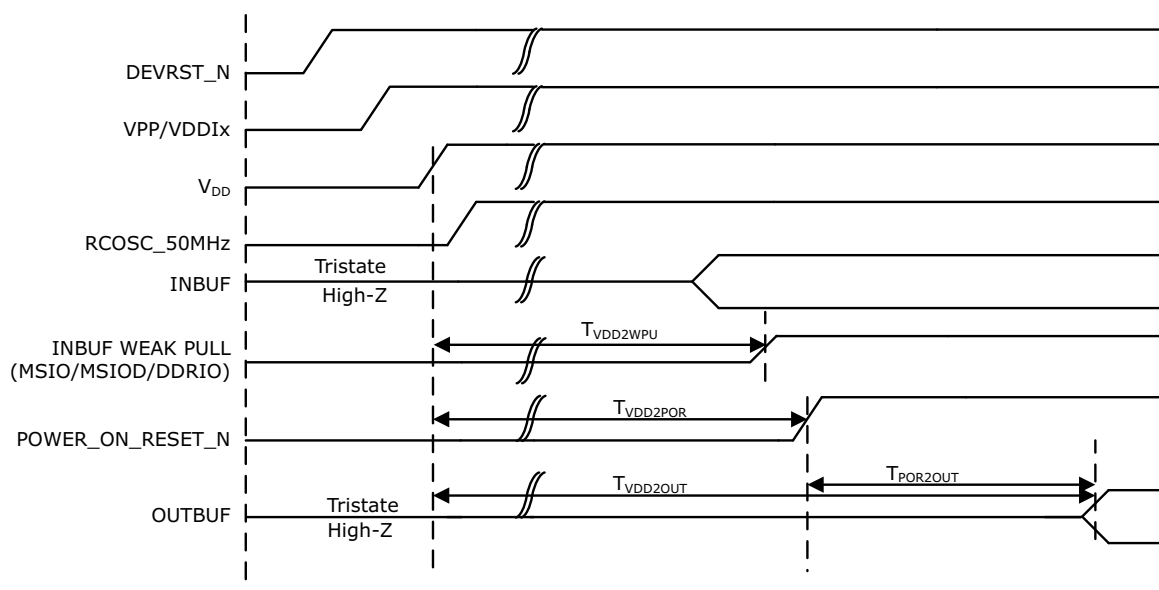 DEVRST_N
VPP/VDDIx
VDD
RCOSC_50MHz
Tristate
INBUF
High-Z
TVDD2WPU
INBUF WEAK PULL
(MSIO/MSIOD/DDRIO)
TVDD2POR
POWER_ON_RESET_N
TPOR2OUT
TVDD2OUT
Tristate
OUTBUF
High-Z